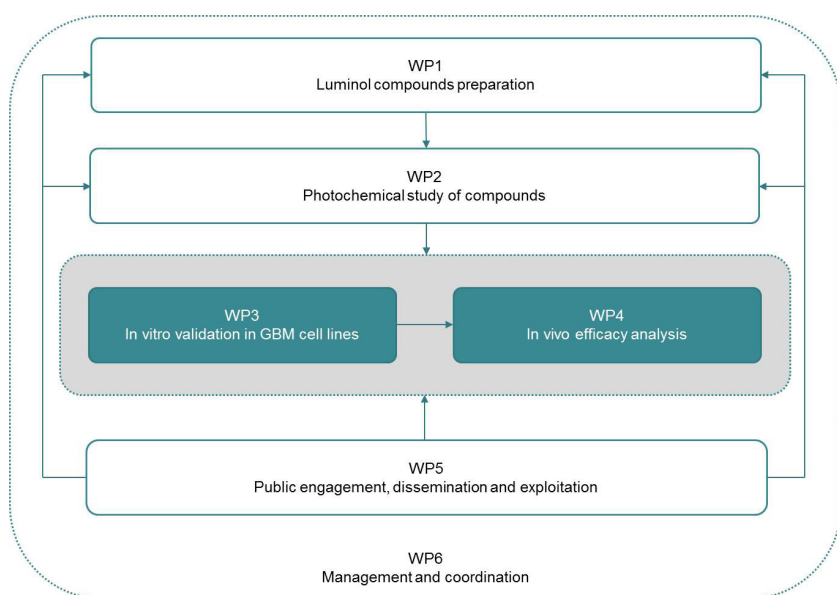 WP1
Luminol compounds preparation
WP2
Photochemical study of compounds
WP3
In vitro validation in GBM cell lines
WP4
In vivo efficacy analysis
WP5
Public engagement, dissemination and exploitation
WP6
Management and coordination